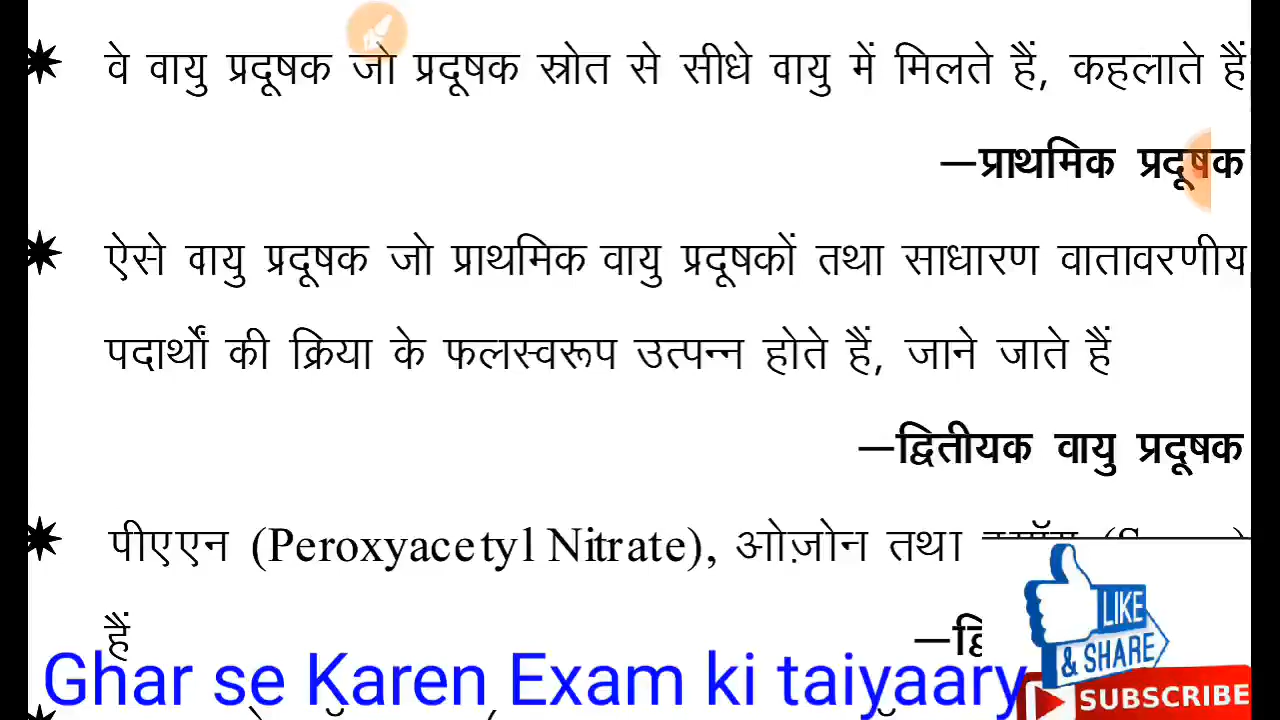 वे वायु प्रदूषक जो प्रदूषक स्रोत से सीधे वायु में मिलते हैं, कहलाते हैं
—प्राथमिक प्रदूषक
ऐसे वायु प्रदूषक जो प्राथमिक वायु प्रदूषकों तथा साधारण वातावरणीय
पदार्थों की क्रिया के फलस्वरूप उत्पन्न होते हैं, जाने जाते हैं
—द्वितीयक वायु प्रदूषक
पीएएन (Peroxyacetyl Nitrate), ओज़ोन तथा
हैं
LIKE
& SHARE
Ghar se Karen Exam ki taiyaary
SUBSCRIBE